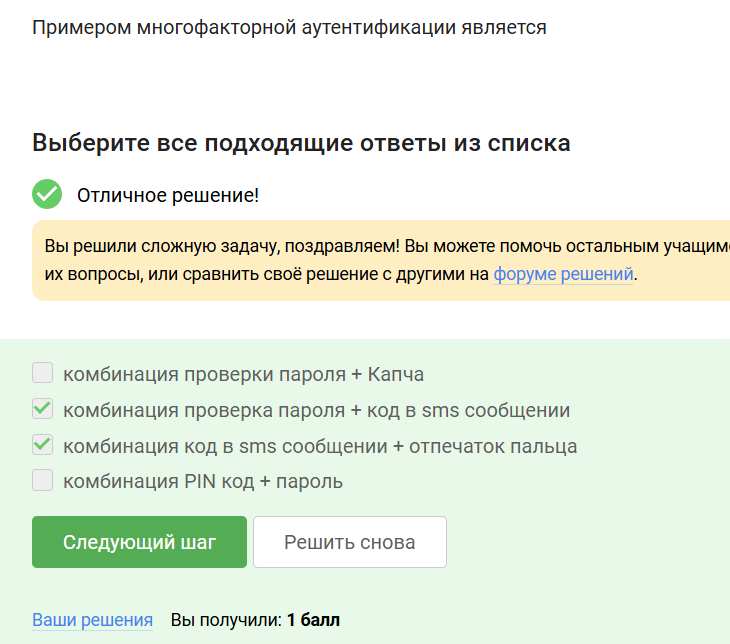 Примером многофакторной аутентификации является
Выберите все подходящие ответы из списка
Отличное решение!
Вы решили сложную задачу, поздравляем! Вы можете помочь остальным
их вопросы, или сравнить своё решение с другими на форуме решений.
комбинация проверки пароля + Капча
комбинация проверка пароля + код в sms сообщении
комбинация код в sms сообщении + отпечаток пальца
комбинация PIN код + пароль
Следующий шаг
Решить снова
Ваши решения Вы получили: 1 балл